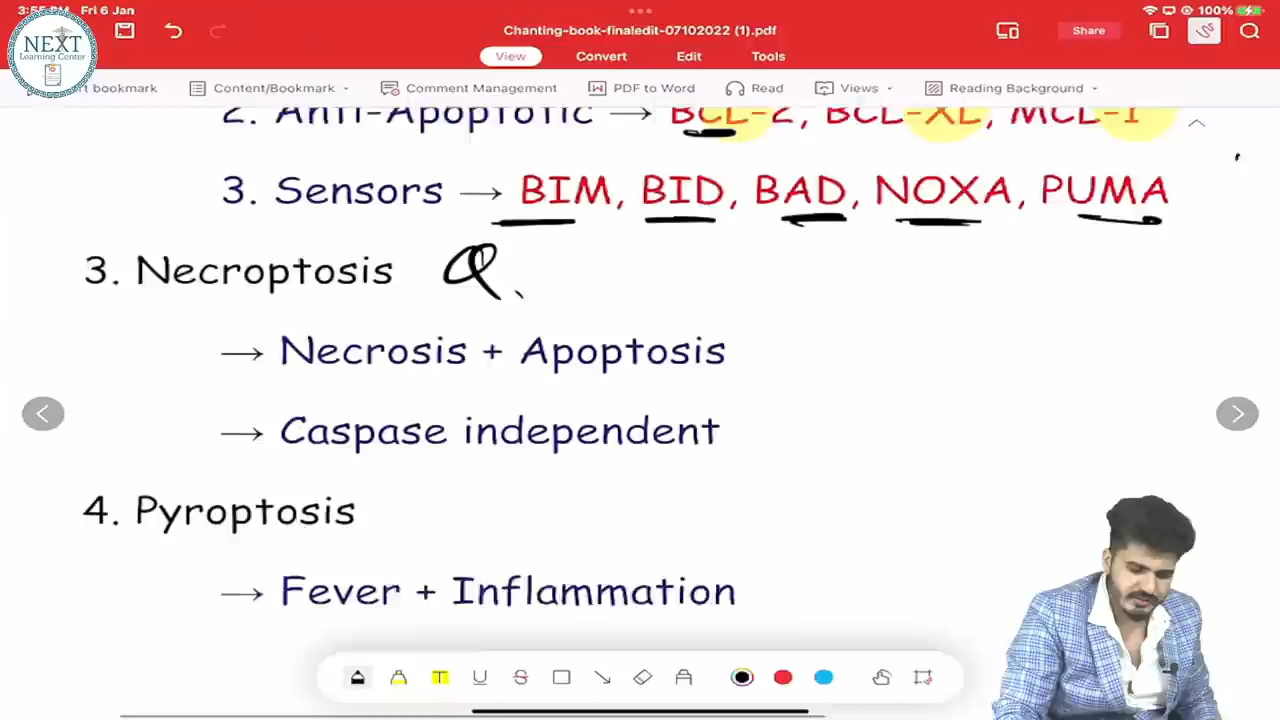 3:55 PM Fri 6 Jan
100%
NEXT
Learning Center
Chanting-book-finaledit-07102022 (1).pdf
Share
View Convert Edit Tools
bookmark Content/Bookmark Comment Management PDF to Word Read Views Reading Background
2. Anti-Apoptotic → BCL-2, BCL-XL, MCL-1
3. Sensors → BIM, BID, BAD, NOXA, PUMA
3. Necroptosis Q
→ Necrosis + Apoptosis
→ Caspase independent
4. Pyroptosis
→ Fever + Inflammation